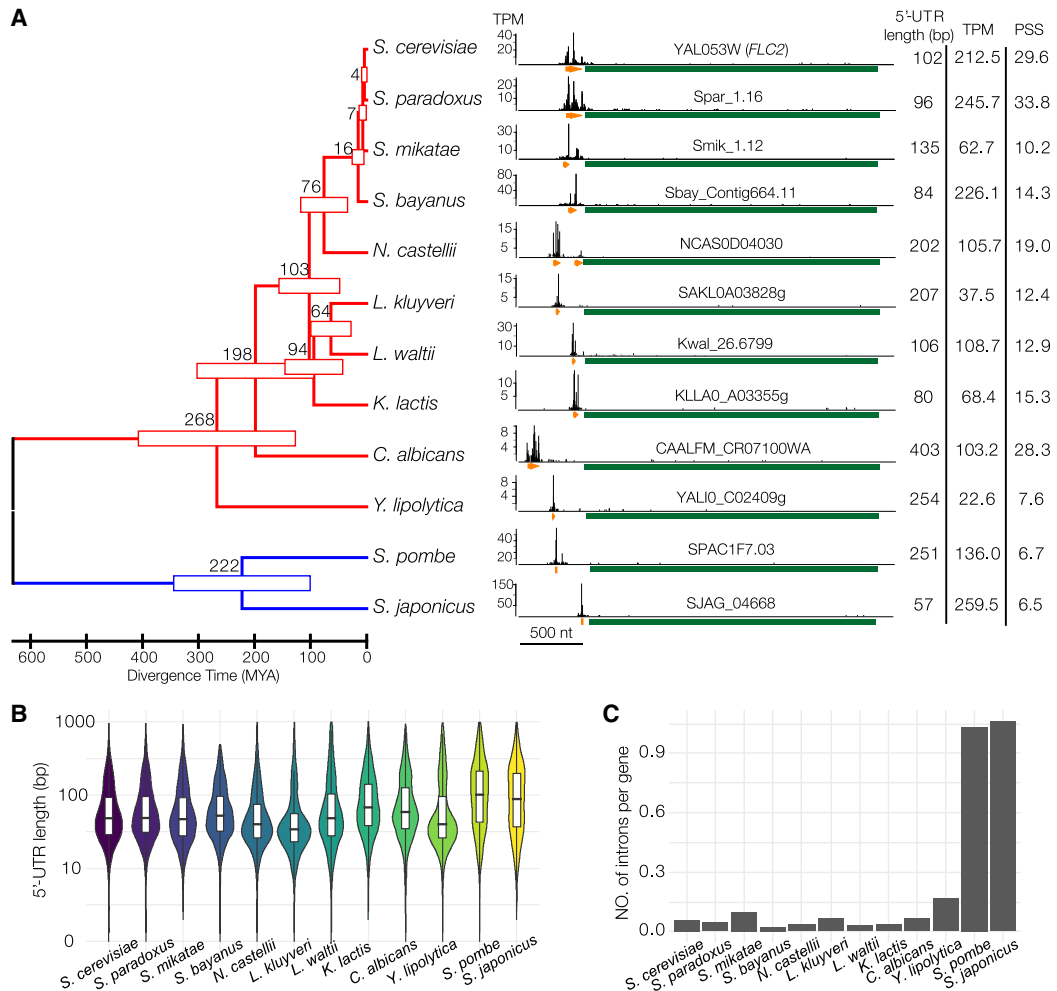 A
TPM
5'-UTR
length (bp)
TPM
PSS
S. cerevisiae
40
20
0
YAL053W (FLC2)
102
212.5
29.6
4
S. paradoxus
20
10
Spar_1.16
96
245.7
33.8
7
S. mikatae
30
10
Smik_1.12
135
62.7
10.2
16
S. bayanus
80
40
Sbay_Contig664.11
84
226.1
14.3
76
N. castellii
15
5
NCAS0D04030
202
105.7
19.0
103
L. kluyveri
15
5
SAKL0A03828g
207
37.5
12.4
64
L. waltii
30
10
Kwal_26.6799
106
108.7
12.9
94
198
K. lactis
10
5
KLLA0_A03355g
80
68.4
15.3
268
C. albicans
8
4
CAALFM_CR07100WA
403
103.2
28.3
Y. lipolytica
8
4
YALI0_C02409g
254
22.6
7.6
S. pombe
50
20
SPAC1F7.03
251
136.0
6.7
222
S. japonicus
150
50
SJAG_04668
57
259.5
6.5
500 nt
600
500
400
300
200
100
0
Divergence Time (MYA)
B
5'-UTR length (bp)
1000
100
10
0
S. cerevisiae
S. paradoxus
S. mikatae
S. bayanus
N. castellii
L. kluyveri
L. waltii
K. lactis
C. albicans
Y. lipolytica
S. pombe
S. japonicus
C
NO. of introns per gene
0.9
0.6
0.3
0.0
S. cerevisiae
S. paradoxus
S. mikatae
S. bayanus
N. castellii
L. kluyveri
L. waltii
K. lactis
C. albicans
Y. lipolytica
S. pombe
S. japonicus